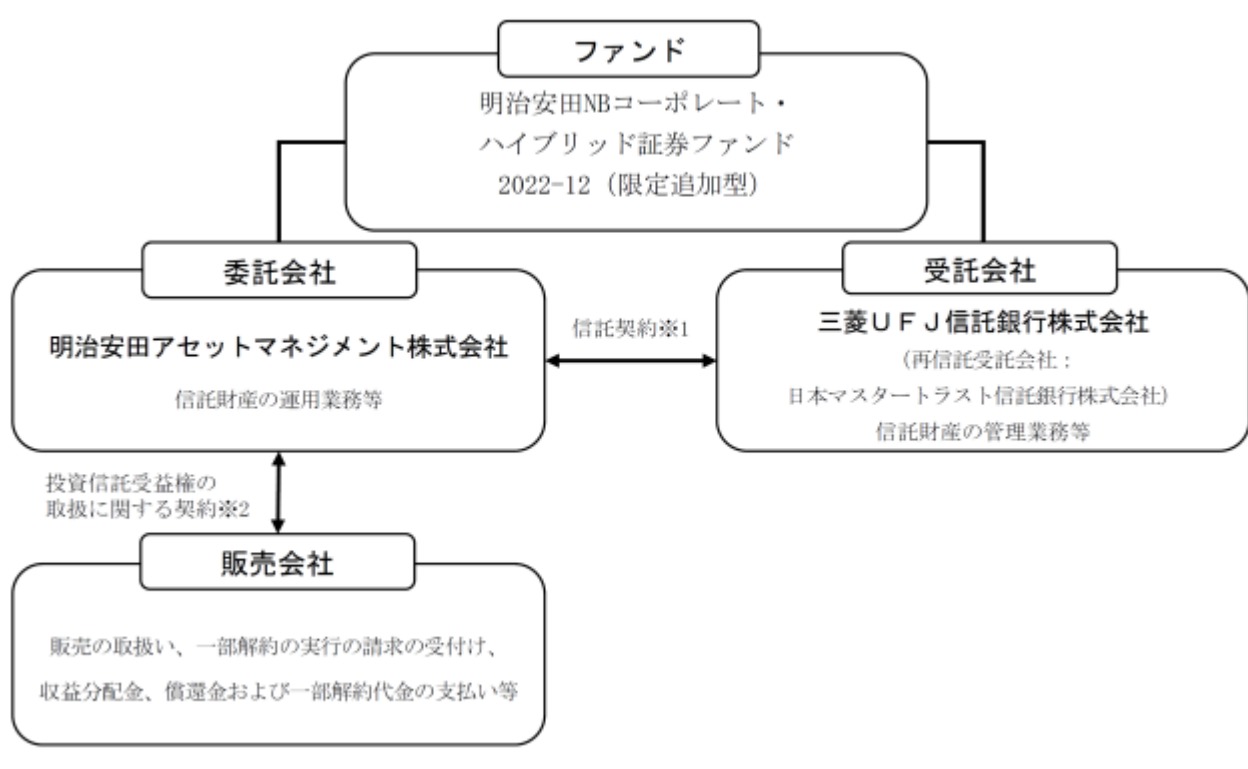 ファンド
明治安田NBコーポレート・
ハイブリッド証券ファンド
2022-12（限定追加型）
委託会社
明治安田アセットマネジメント株式会社
信託財産の運用業務等
信託契約※1
受託会社
三菱ＵＦＪ信託銀行株式会社
（再信託受託会社；
日本マスタートラスト信託銀行株式会社）
信託財産の管理業務等
投資信託受益権の
取扱に関する契約※2
販売会社
販売の取扱い、一部解約の実行の請求の受付け、
収益分配金、償還金および一部解約代金の支払い等